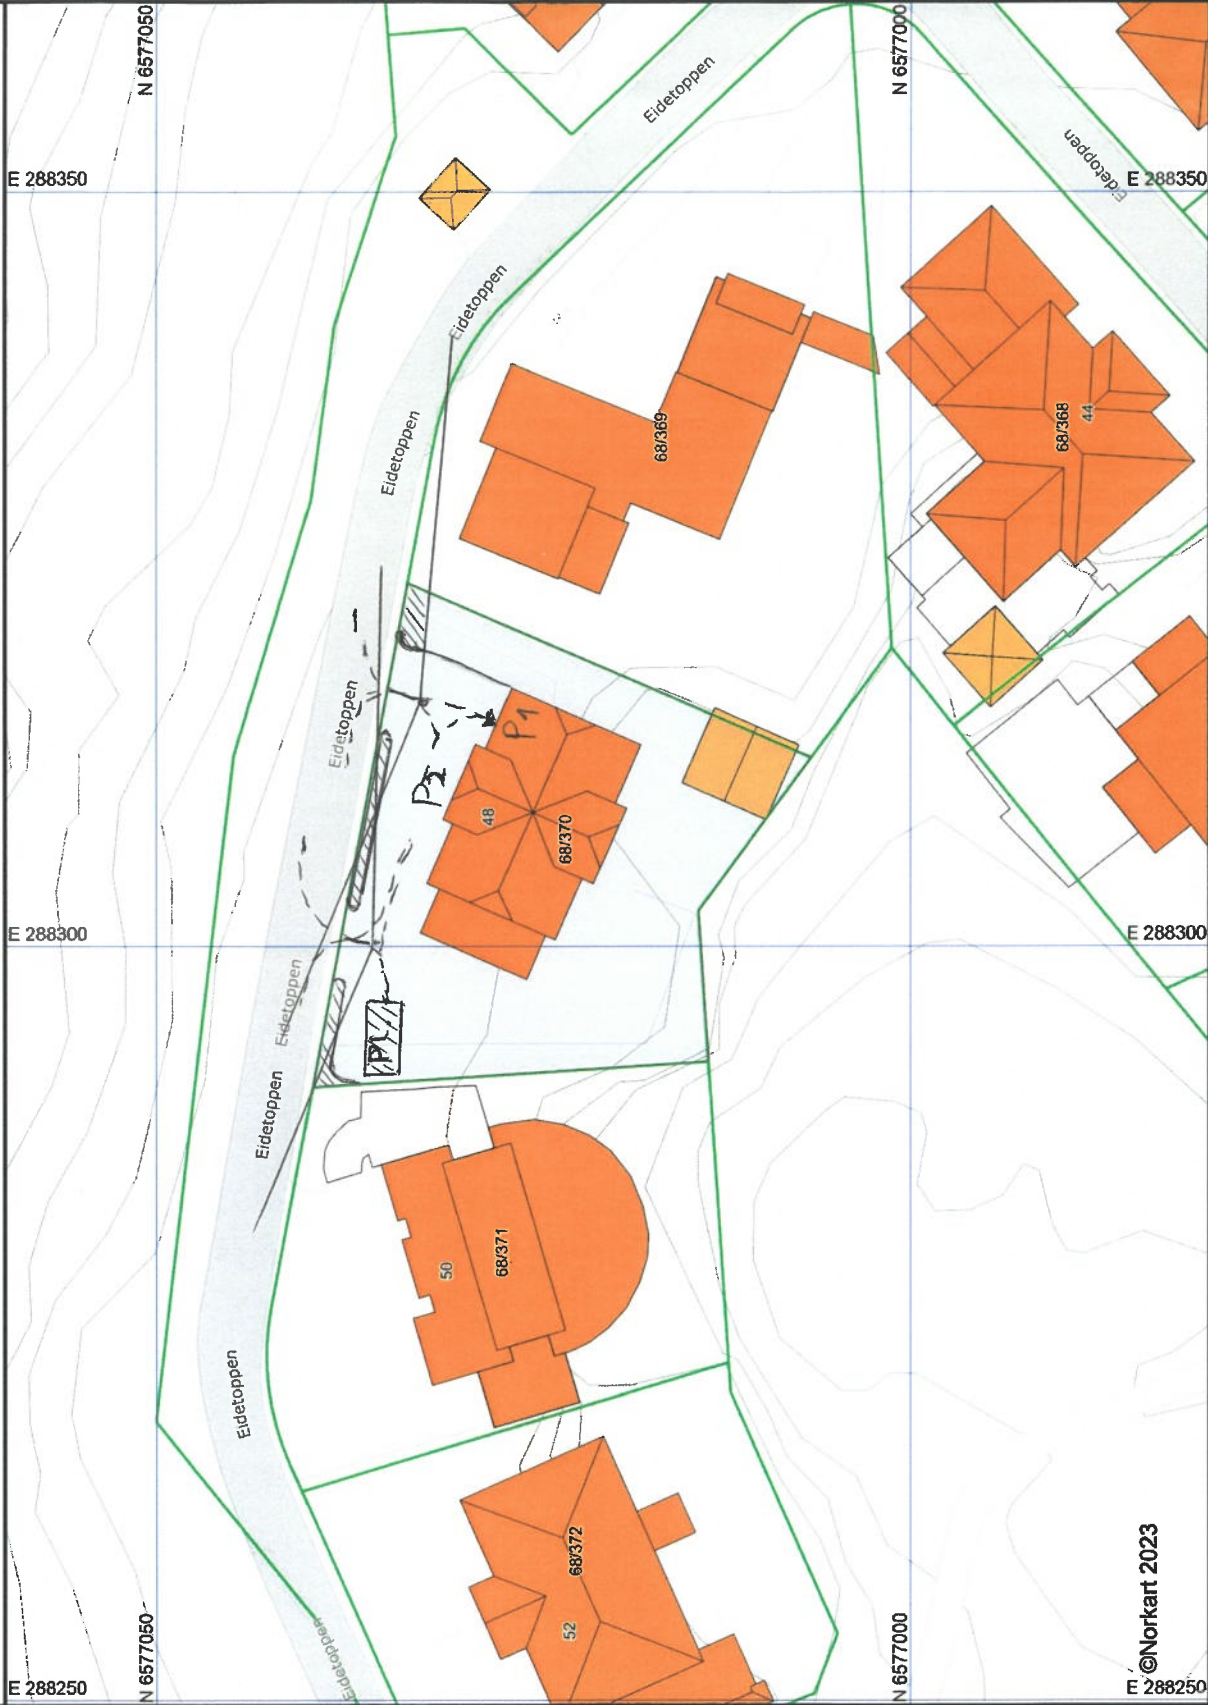 N 6577050
N 6577000
Eidetoppen
Eidetoppen
E 288350
E 288350
Eidetoppen
Eidetoppen
68/369
68/368
44
Eidetoppen
P1
P2
48
68/370
E 288300
E 288300
Eidetoppen
P1
Eidetoppen
50
68/371
Eidetoppen
68/372
52
Eidetoppen
N 6577050
N 6577000
©Norkart 2023
E 288250
E 288250